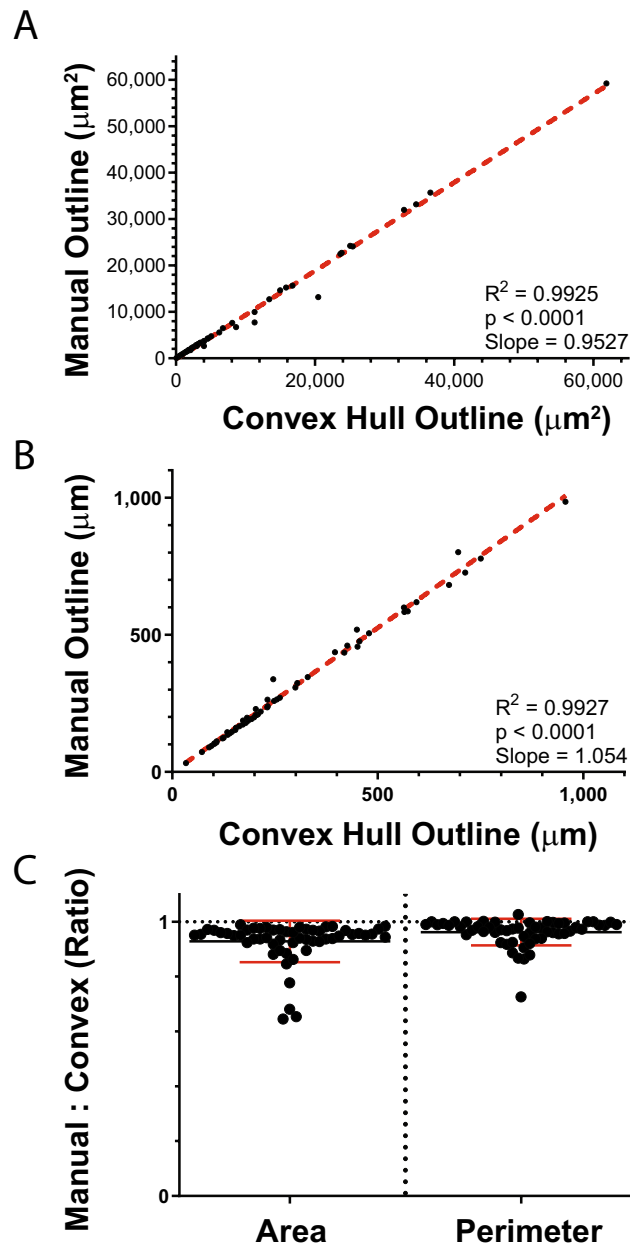 A
Manual Outline (μm²)
60,000
50,000
40,000
30,000
20,000
10,000
0
0
20,000
40,000
60,000
R² = 0.9925
p < 0.0001
Slope = 0.9527
Convex Hull Outline (μm²)
B
Manual Outline (μm)
1,000
500
0
0
500
1,000
R² = 0.9927
p < 0.0001
Slope = 1.054
Convex Hull Outline (μm)
C
Manual : Convex (Ratio)
1
0
Area
Perimeter